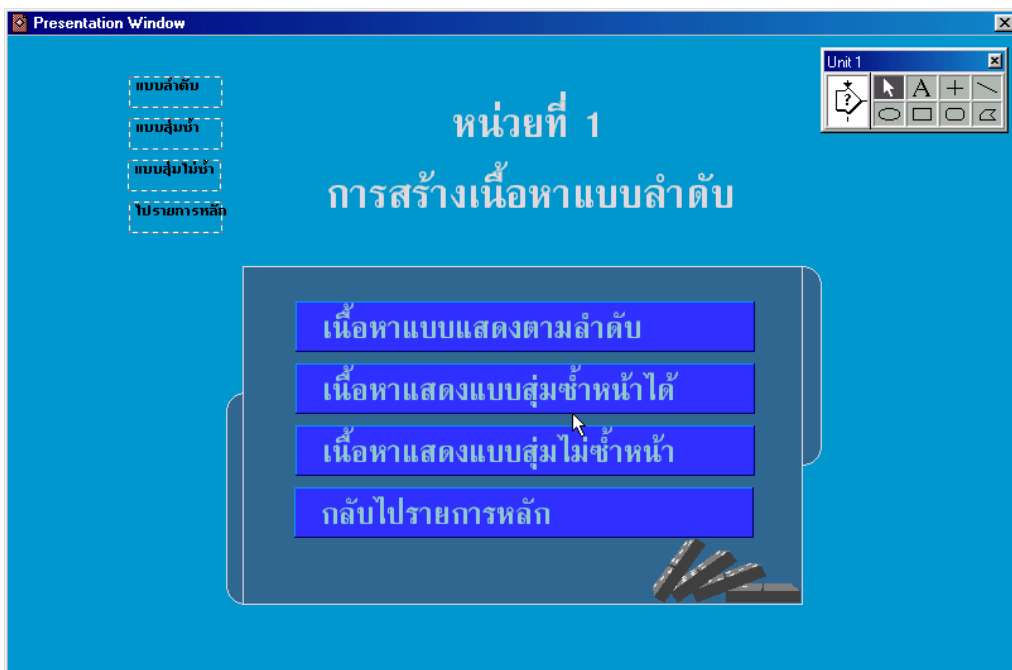 Presentation Window
Unit 1
แบบลำดับ
แบบสุ่มซ้ำ
แบบสุ่มไม่ซ้ำ
ไปรายการหลัก
A
?
หน่วยที่ 1
การสร้างเนื้อหาแบบลำดับ
เนื้อหาแบบแสดงตามลำดับ
เนื้อหาแสดงแบบสุ่มซ้ำหน้าได้
เนื้อหาแสดงแบบสุ่มไม่ซ้ำหน้า
กลับไปรายการหลัก